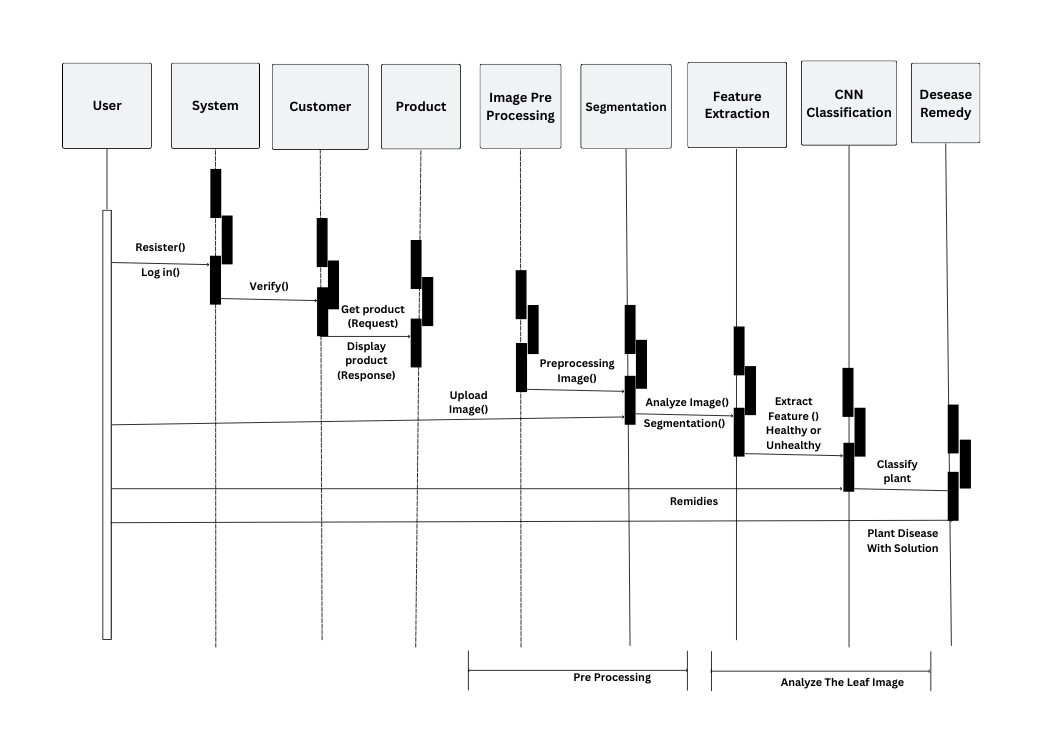 User
System
Customer
Product
Image Pre
Processing
Segmentation
Feature
Extraction
CNN
Classification
Desease
Remedy
Resister()
Log in()
Verify()
Get product
(Request)
Display
product
(Response)
Preprocessing
Image()
Upload
Image()
Analyze Image()
Segmentation()
Extract
Feature ()
Healthy or
Unhealthy
Classify
plant
Remidies
Plant Disease
With Solution
Pre Processing
Analyze The Leaf Image